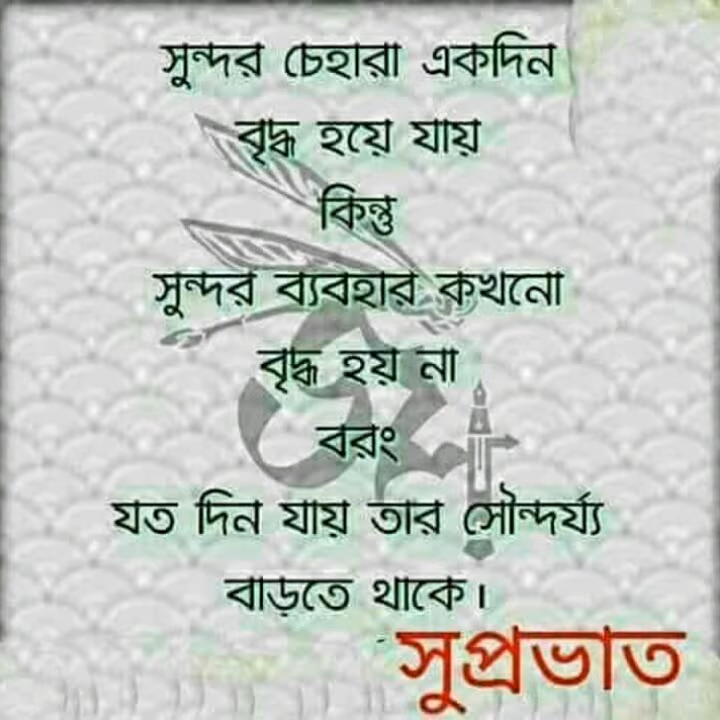 সুন্দর চেহারা একদিন
বৃদ্ধ হয়ে যায়
কিন্তু
সুন্দর ব্যবহার কখনো
বৃদ্ধ হয় না
বরং
যত দিন যায় তার সৌন্দর্য্য
বাড়তে থাকে।
- সুপ্রভাত